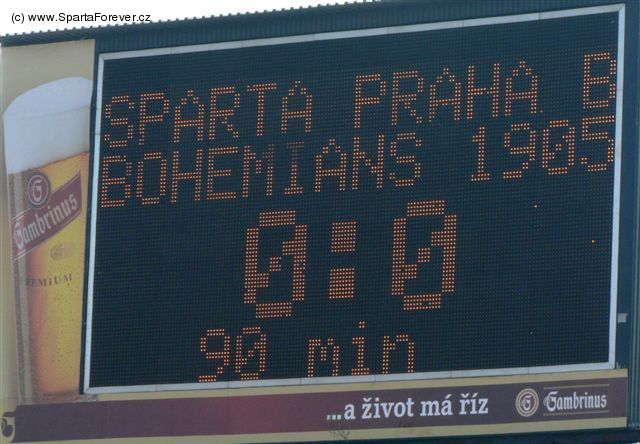 (c) www.SpartaForever.cz
SPARTA PRAHA B
BOHEMIANS 1905
0:0
90 min
Gambrinus
PREMIUM
...a život má říz
Gambrinus